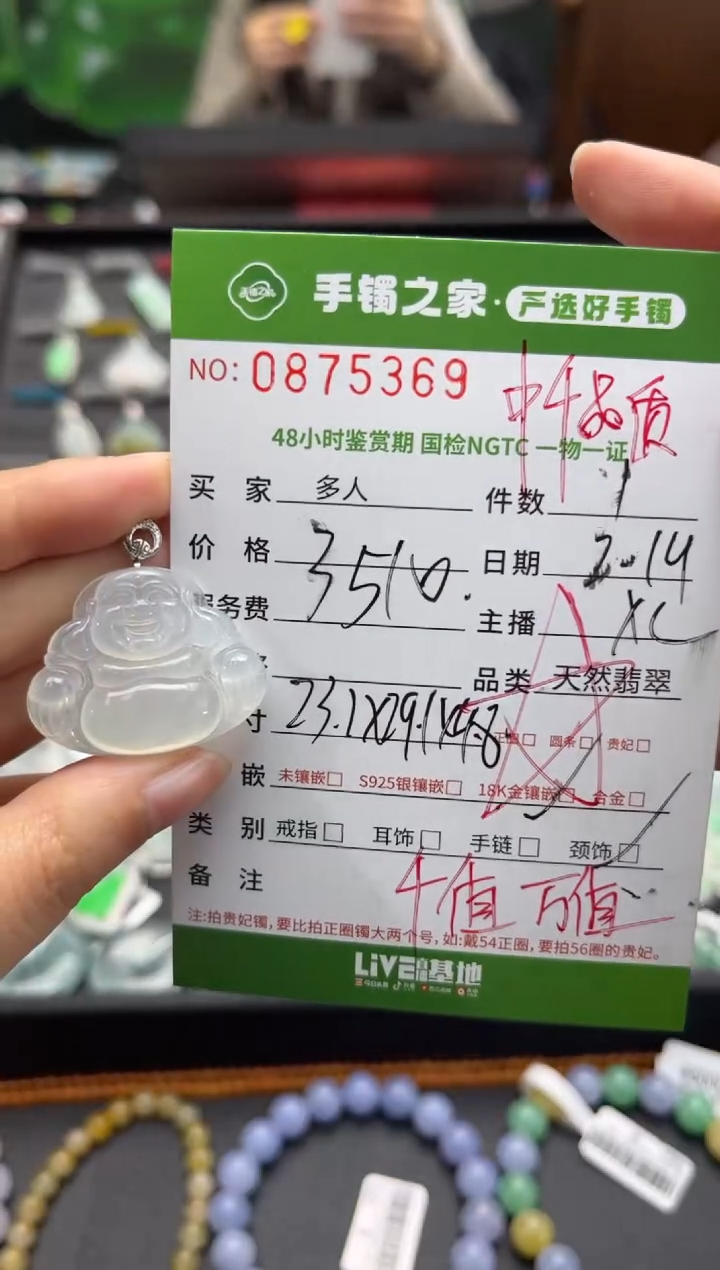 手镯之家·严选好手镯
NO：0875369
中牛品质
48小时鉴赏期 国检NGTC 一物一证
买 家 多人 件数 1
价 格 3510. 日期 2-14
服务费 主播 XC
品类 天然翡翠
寸 23.1X29.1X4.8 正圈□ 圆条□ 贵妃□
嵌 未镶嵌□ S925银镶嵌□ 18K金镶嵌□ 合金□
类 别 戒指□ 耳饰□ 手链□ 颈饰□
备 注 值 万值
注:拍贵妃镯,要比拍正圈镯大两个号,如:戴54正圈,要拍56圈的贵妃。
LiVE直播基地